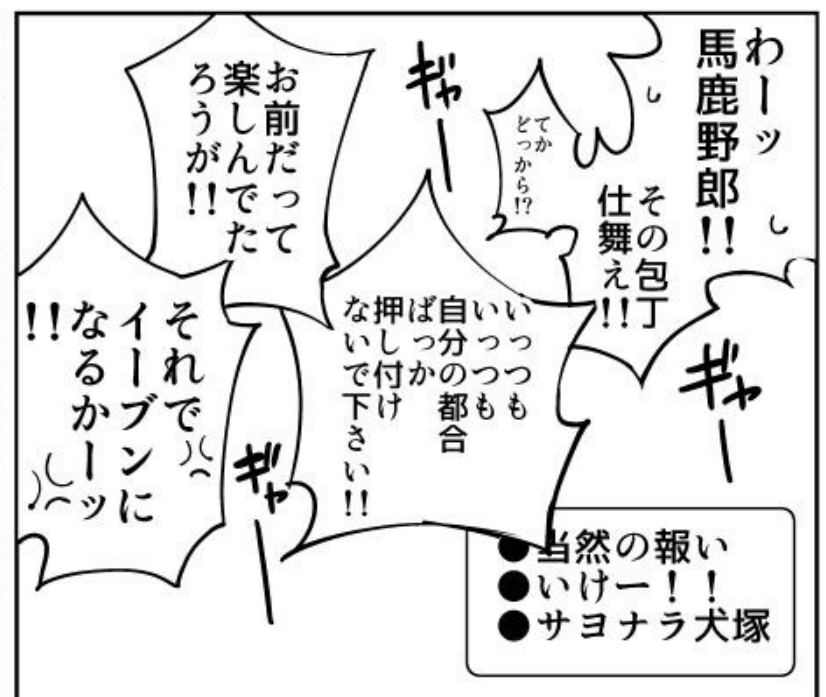 わーッ
馬鹿野郎!!
その包丁
仕舞え!!
てか
どっから!?
ギャー
いっつも
いっつも
自分の都合
ばっか
押し付け
ないで下さい!!
お前だって
楽しんでた
ろうが!!
それで
イーブンに
なるかーッ
!!
ギャー
ギャー
●当然の報い
●いけー!!
●サヨナラ犬塚